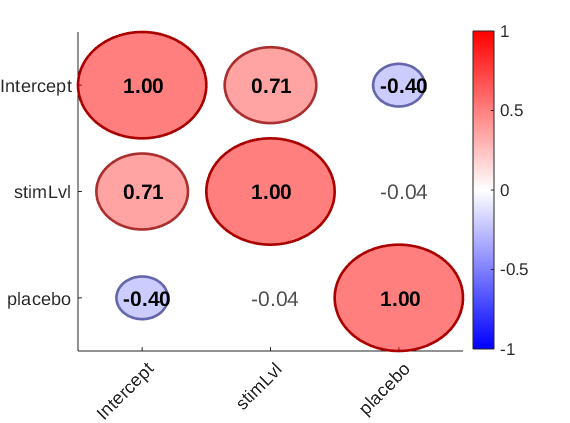 1
Intercept 1.00 0.71 -0.40
0.5
stimLvl 0.71 1.00 -0.04
0
-0.5
placebo -0.40 -0.04 1.00
-1
Intercept stimLvl placebo